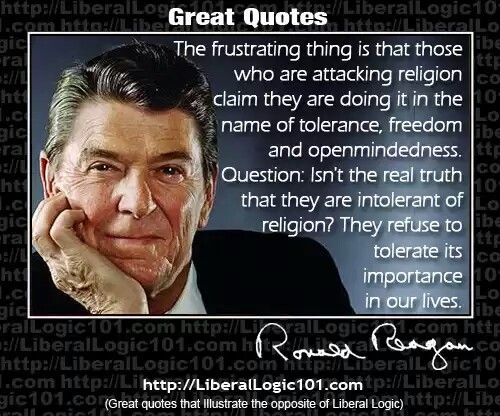 Great Quotes
The frustrating thing is that those
who are attacking religion
claim they are doing it in the
name of tolerance, freedom
and openmindedness.
Question: Isn't the real truth
that they are intolerant of
religion? They refuse to
tolerate its
importance
in our lives.
Ronald Reagan
http://LiberalLogic101.com
(Great quotes that Illustrate the opposite of Liberal Logic)